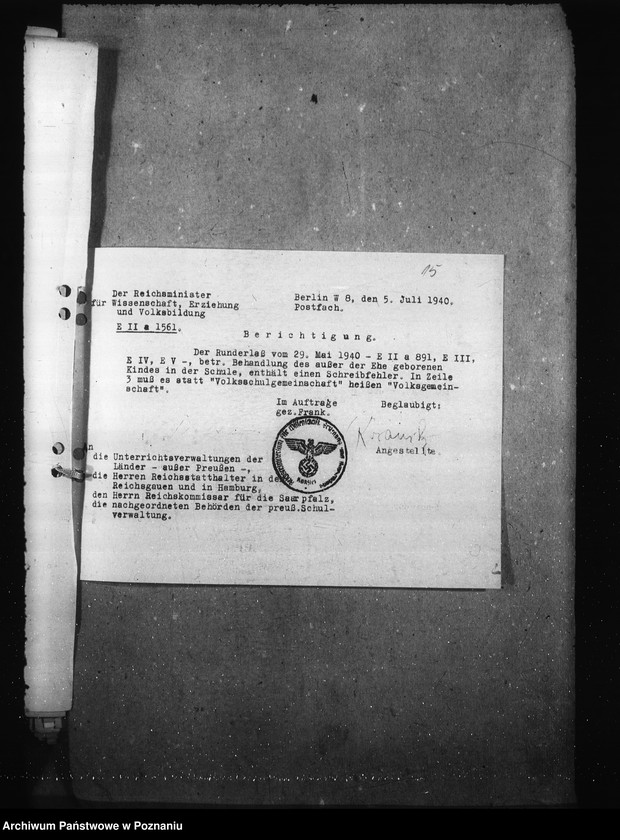 15
Der Reichsminister
für Wissenschaft, Erziehung
und Volksbildung
E II a 1561.
Berlin W 8, den 5. Juli 1940.
Postfach.
Berichtigung.
Der Runderlaß vom 29. Mai 1940 - E II a 891, E III,
E IV, E V -, betr. Behandlung des außer der Ehe geborenen
Kindes in der Schule, enthält einen Schreibfehler. In Zeile
3 muß es statt "Volksschulgemeinschaft" heißen "Volksgemein-
schaft".
Im Auftrage
gez. Frank.
Beglaubigt:
Angestellte.
An
die Unterrichtsverwaltungen der
Länder - außer Preußen -,
die Herren Reichsstatthalter in den
Reichsgauen und in Hamburg,
den Herrn Reichskommissar für die Saarpfalz,
die nachgeordneten Behörden der preuß.Schul-
verwaltung.
Archiwum Państwowe w Poznaniu
Archiwum Państwowe w Poznaniu